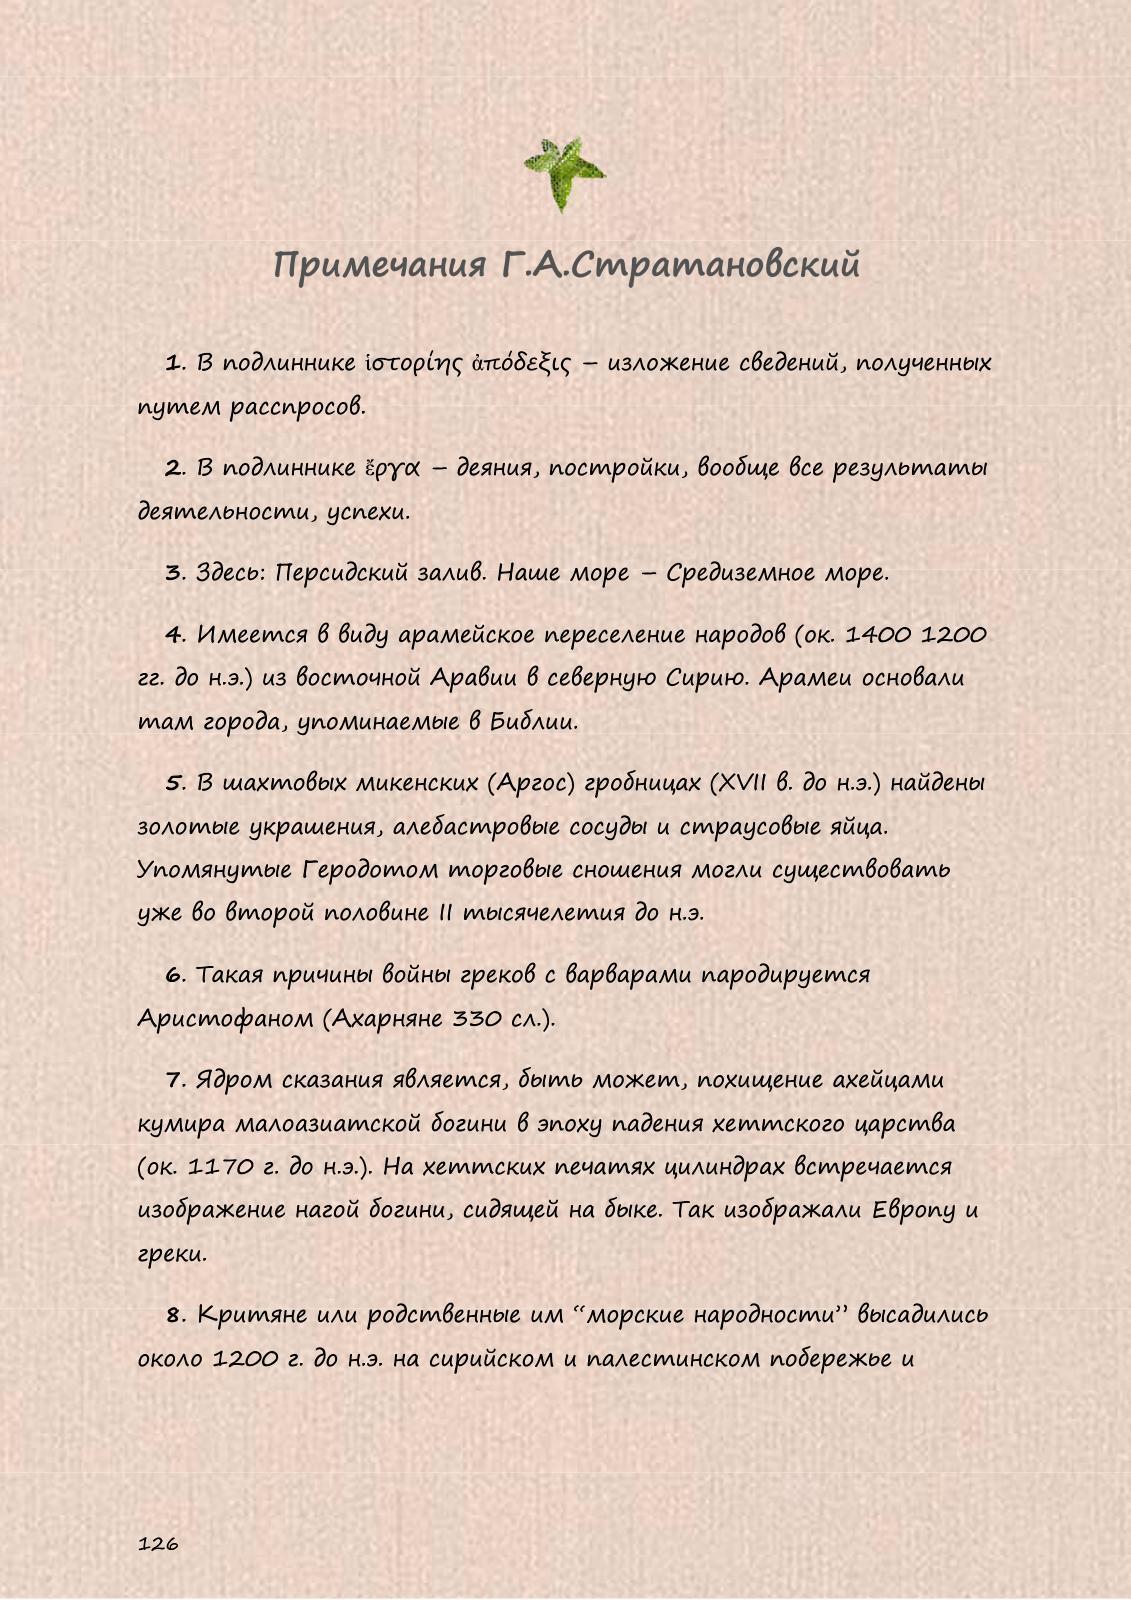 Примечания Г.А.Стратановский
1. В подлиннике ἱστορίης ἀπόδεξις – изложение сведений, полученных
путем расспросов.
2. В подлиннике ἔργα – деяния, постройки, вообще все результаты
деятельности, успехи.
3. Здесь: Персидский залив. Наше море – Средиземное море.
4. Имеется в виду арамейское переселение народов (ок. 1400 1200
гг. до н.э.) из восточной Аравии в северную Сирию. Арамеи основали
там города, упоминаемые в Библии.
5. В шахтовых микенских (Аргос) гробницах (XVII в. до н.э.) найдены
золотые украшения, алебастровые сосуды и страусовые яйца.
Упомянутые Геродотом торговые сношения могли существовать
уже во второй половине II тысячелетия до н.э.
6. Такая причины войны греков с варварами пародируется
Аристофаном (Ахарняне 330 сл.).
7. Ядром сказания является, быть может, похищение ахейцами
кумира малоазиатской богини в эпоху падения хеттского царства
(ок. 1170 г. до н.э.). На хеттских печатях цилиндрах встречается
изображение нагой богини, сидящей на быке. Так изображали Европу и
греки.
8. Критяне или родственные им “морские народности” высадились
около 1200 г. до н.э. на сирийском и палестинском побережье и
126